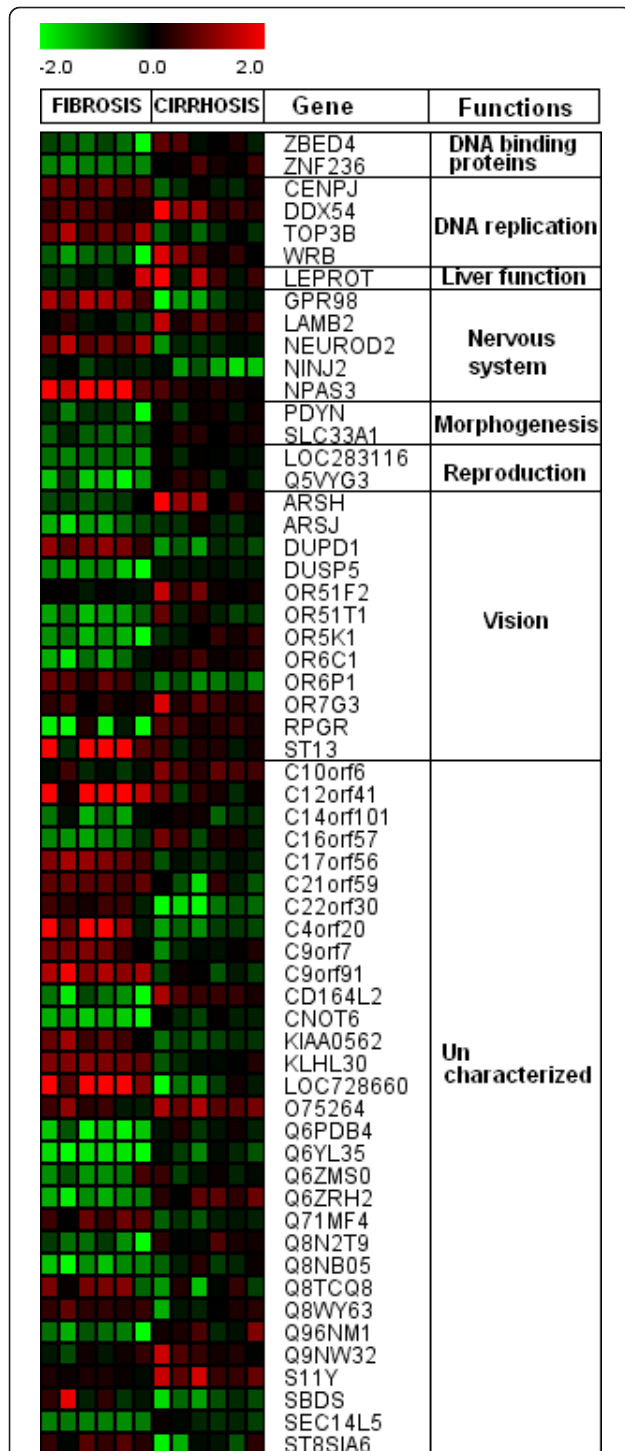 -2.0 0.0 2.0
FIBROSIS CIRRHOSIS Gene Functions
ZBED4 DNA binding
ZNF236 proteins
CENPJ
DDX54 DNA replication
TOP3B
WRB
LEPROT Liver function
GPR98
LAMB2
NEUROD2 Nervous
NINJ2 system
NPAS3
PDYN Morphogenesis
SLC33A1
LOC283116
Q5VYG3 Reproduction
ARSH
ARSJ
DUPD1
DUSP5
OR51F2
OR51T1 Vision
OR5K1
OR6C1
OR6P1
OR7G3
RPGR
ST13
C10orf6
C12orf41
C14orf101
C16orf57
C17orf56
C21orf59
C22orf30
C4orf20
C9orf7
C9orf91
CD164L2
CNOT6
KIAA0562 Un
KLHL30 characterized
LOC728660
O75264
Q6PDB4
Q6YL35
Q6ZMS0
Q6ZRH2
Q71MF4
Q8N2T9
Q8NB05
Q8TCQ8
Q8WY63
Q96NM1
Q9NW32
S11Y
SBDS
SEC14L5
ST8SIA6